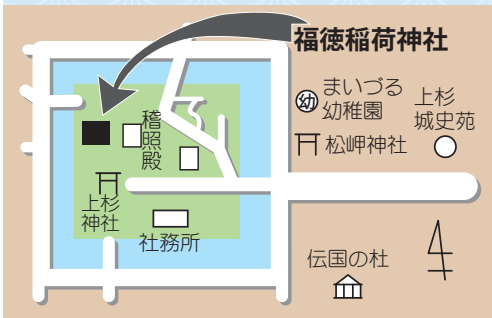 福徳稲荷神社
幼
まいづる
幼稚園
上杉
城史苑
松岬神社
稽照殿
上杉
神社
社務所
伝国の杜